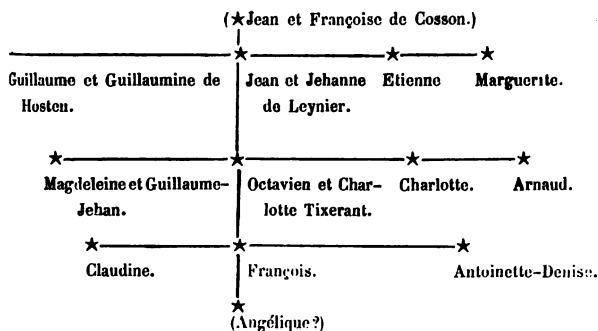 (★Jean et Françoise de Cosson.)
Guillaume et Guillaumine de Hosten.
Jean et Jehanne de Leynier.
Etienne
Marguerite.
Magdeleine et Guillaume-Jehan.
Octavien et Charlotte Tixerant.
Charlotte.
Arnaud.
Claudine.
François.
Antoinette-Denise.
(Angélique?)